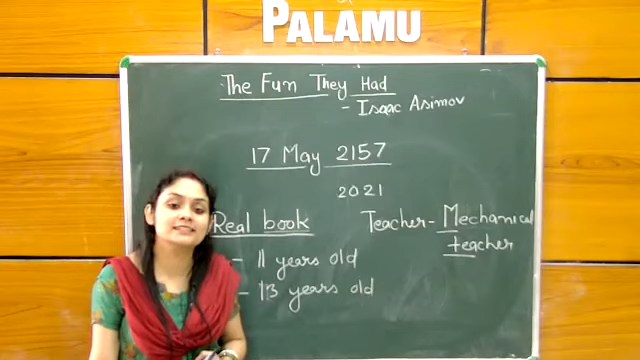 PALAMU
The Fun They Had
- Isaac Asimov
17 May 2157
2021
Real book
Teacher - Mechanical
teacher
- 11 years old
- 13 years old